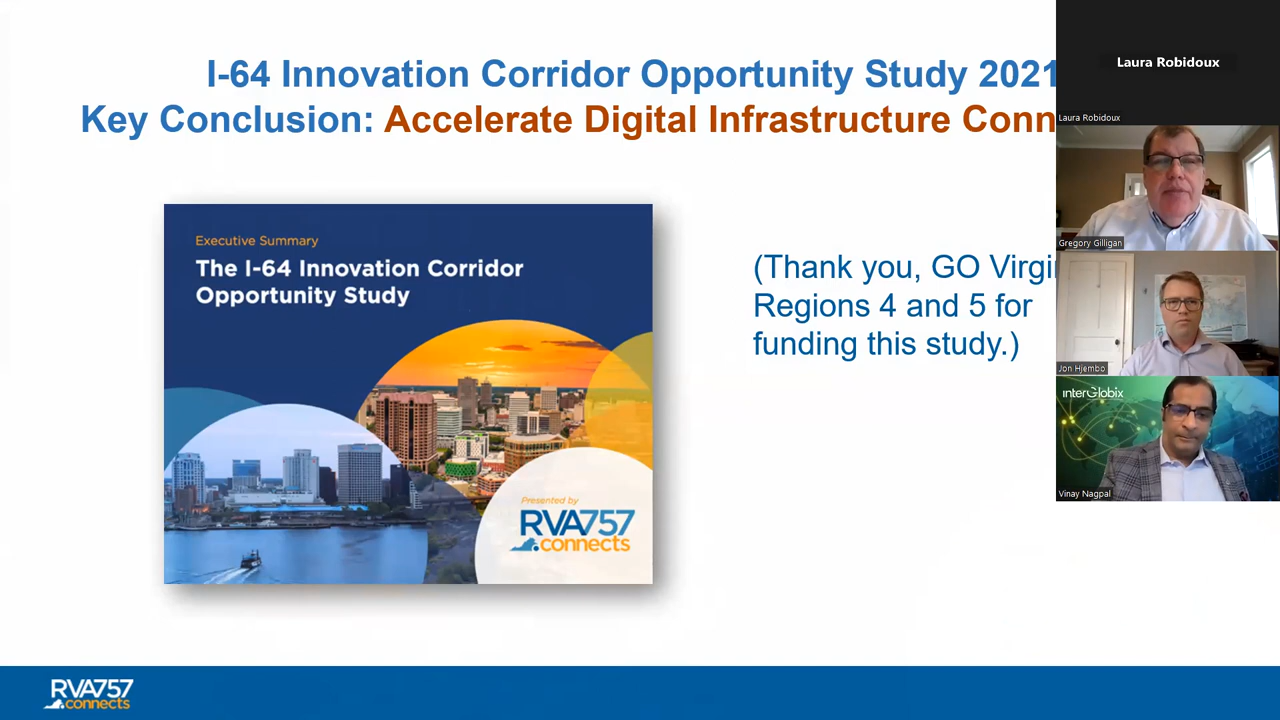 I-64 Innovation Corridor Opportunity Study 2021
Key Conclusion: Accelerate Digital Infrastructure Conn
Executive Summary
The I-64 Innovation Corridor
Opportunity Study
Presented by
RVA757
connects
(Thank you, GO Virgin
Regions 4 and 5 for
funding this study.)
Laura Robidoux
Laura Robidoux
Gregory Gilligan
Jon Hjembo
interGlobix
Vinay Nagpal
RVA757
connects